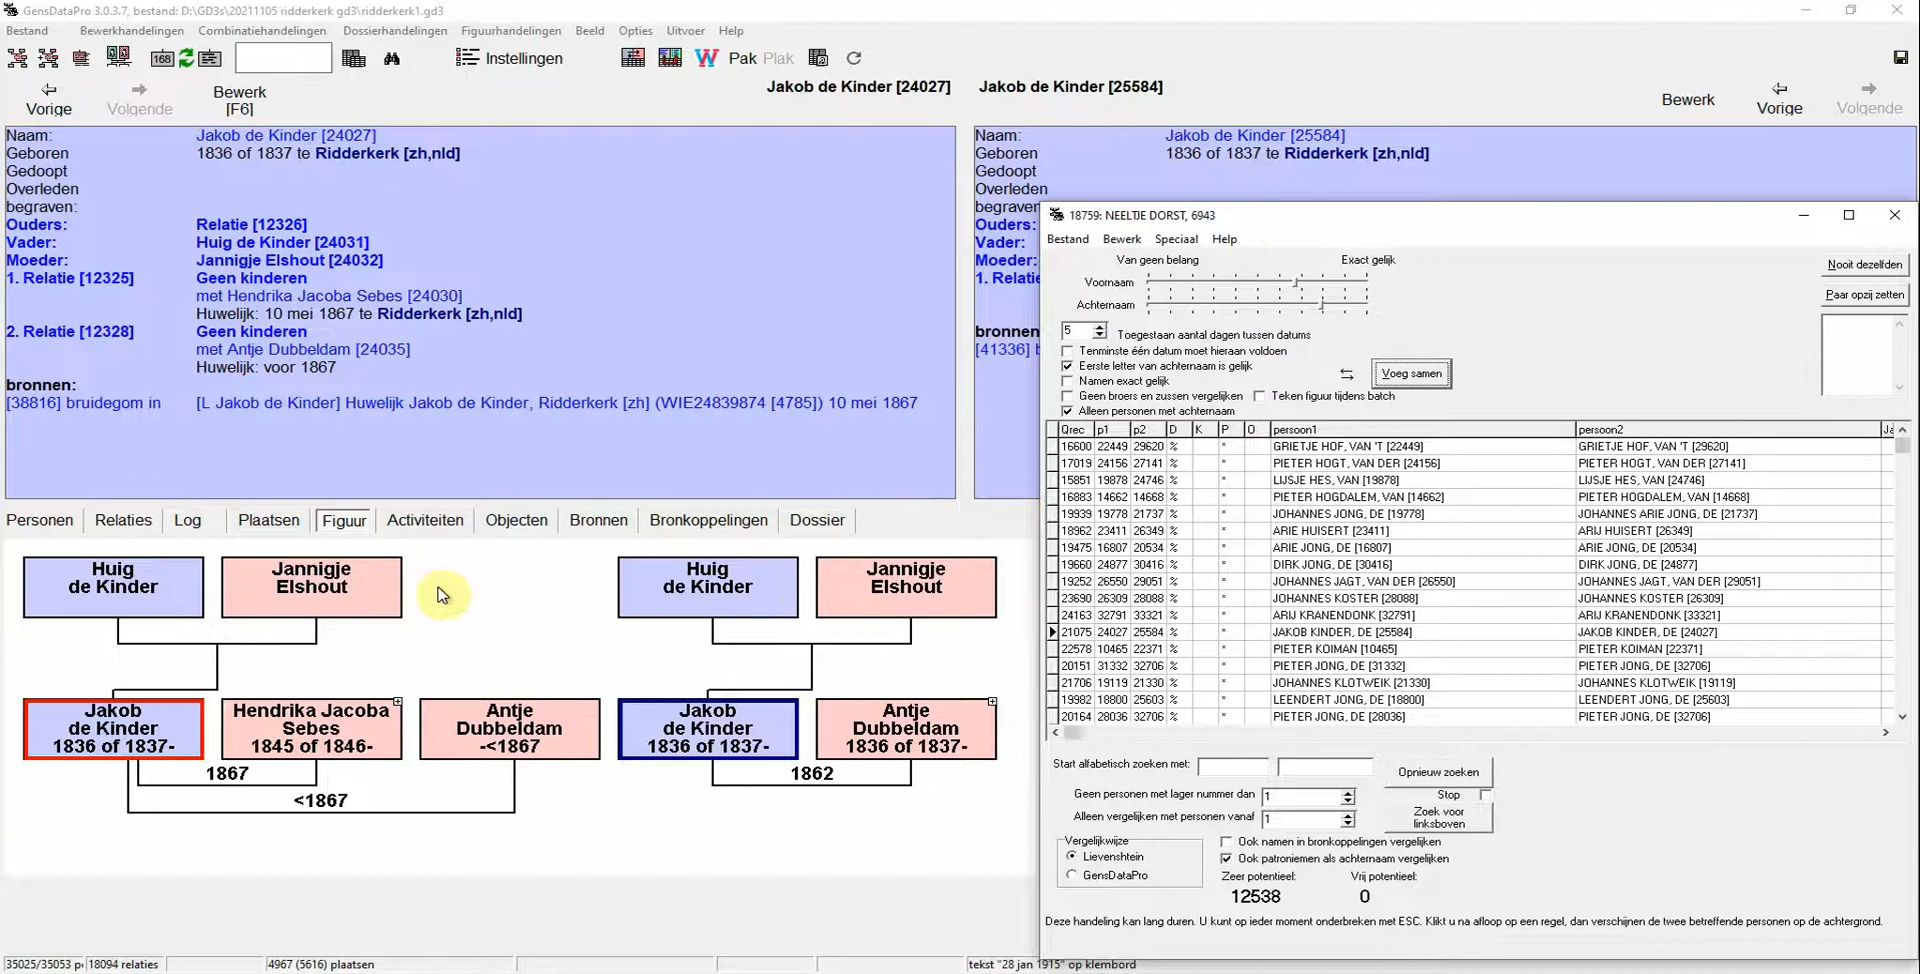 GensDataPro 3.0.3.7, bestand: D:\GD3s\20211105 ridderkerk gd3\ridderkerk1.gd3
Bestand Bewerkhandelingen Combinatiehandelingen Dossierhandelingen Figuurhandelingen Beeld Opties Uitvoer Help
168 Instellingen W Pak Plak
Vorige Volgende Bewerk [F6] Jakob de Kinder [24027] Jakob de Kinder [25584] Bewerk Vorige Volgende
Naam: Jakob de Kinder [24027]
Geboren 1836 of 1837 te Ridderkerk [zh,nld]
Gedoopt
Overleden
begraven:
Ouders: Relatie [12326]
Vader: Huig de Kinder [24031]
Moeder: Jannigje Elshout [24032]
1. Relatie [12325] Geen kinderen
met Hendrika Jacoba Sebes [24030]
Huwelijk: 10 mei 1867 te Ridderkerk [zh,nld]
2. Relatie [12328] Geen kinderen
met Antje Dubbeldam [24035]
Huwelijk: voor 1867
bronnen:
[38816] bruidegom in [L Jakob de Kinder] Huwelijk Jakob de Kinder, Ridderkerk [zh] (WIE24839874 [4785]) 10 mei 1867
Naam: Jakob de Kinder [25584]
Geboren 1836 of 1837 te Ridderkerk [zh,nld]
Gedoopt
Overleden
begraven
Ouders:
Vader:
Moeder:
1. Relatie
bronnen
[41336] b
Personen Relaties Log Plaatsen Figuur Activiteiten Objecten Bronnen Bronkoppelingen Dossier
Huig
de Kinder
Jannigje
Elshout
Huig
de Kinder
Jannigje
Elshout
Jakob
de Kinder
1836 of 1837-
Hendrika Jacoba
Sebes
1845 of 1846-
Antje
Dubbeldam
-<1867
Jakob
de Kinder
1836 of 1837-
Antje
Dubbeldam
1836 of 1837-
1867
<1867
1862
18759: NEELTJE DORST, 6943
Bestand Bewerk Speciaal Help
Van geen belang Exact gelijk
Voornaam
Achternaam
Nooit dezelfden
Paar opzij zetten
5 Toegestaan aantal dagen tussen datums
Tenminste één datum moet hieraan voldoen
Eerste letter van achternaam is gelijk
Namen exact gelijk
Geen broers en zussen vergelijken Teken figuur tijdens batch
Alleen personen met achternaam
Voeg samen
Qrec p1 p2 D K P O persoon1 persoon2 Ja
16600 22449 29620 % * GRIETJE HOF, VAN 'T [22449] GRIETJE HOF, VAN 'T [29620]
17019 24156 27141 % * PIETER HOGT, VAN DER [24156] PIETER HOGT, VAN DER [27141]
15851 19878 24746 % * LIJSJE HES, VAN [19878] LIJSJE HES, VAN [24746]
16883 14662 14668 % * PIETER HOGDALEM, VAN [14662] PIETER HOGDALEM, VAN [14668]
19939 19778 21737 % * JOHANNES JONG, DE [19778] JOHANNES ARIE JONG, DE [21737]
18962 23411 26349 % * ARIE HUISERT [23411] ARIJ HUISERT [26349]
19475 16807 20534 % * ARIE JONG, DE [16807] ARIE JONG, DE [20534]
19660 24877 30416 % * DIRK JONG, DE [30416] DIRK JONG, DE [24877]
19252 26550 29051 % * JOHANNES JAGT, VAN DER [26550] JOHANNES JAGT, VAN DER [29051]
23690 26309 28088 % * JOHANNES KOSTER [28088] JOHANNES KOSTER [26309]
24163 32791 33321 % * ARIJ KRANENDONK [32791] ARIJ KRANENDONK [33321]
21075 24027 25584 % * JAKOB KINDER, DE [25584] JAKOB KINDER, DE [24027]
22578 10465 22371 % * PIETER KOIMAN [10465] PIETER KOIMAN [22371]
20151 31332 32706 % * PIETER JONG, DE [31332] PIETER JONG, DE [32706]
21706 19119 21330 % * JOHANNES KLOTWEIK [21330] JOHANNES KLOTWEIK [19119]
19982 18800 25603 % * LEENDERT JONG, DE [18800] LEENDERT JONG, DE [25603]
20164 28036 32706 % * PIETER JONG, DE [28036] PIETER JONG, DE [32706]
Start alfabetisch zoeken met: Opnieuw zoeken
Geen personen met lager nummer dan 1 Stop
Alleen vergelijken met personen vanaf 1 Zoek voor linksboven
Vergelijkwijze
Lievenshtein
GensDataPro
Ook namen in bronkoppelingen vergelijken
Ook patroniemen als achternaam vergelijken
Zeer potentieel: Vrij potentieel:
12538 0
Deze handeling kan lang duren. U kunt op ieder moment onderbreken met ESC. Klikt u na afloop op een regel, dan verschijnen de twee betreffende personen op de achtergrond.
35025/35053 p 18094 relaties 4967 (5616) plaatsen tekst "28 jan 1915" op klembord